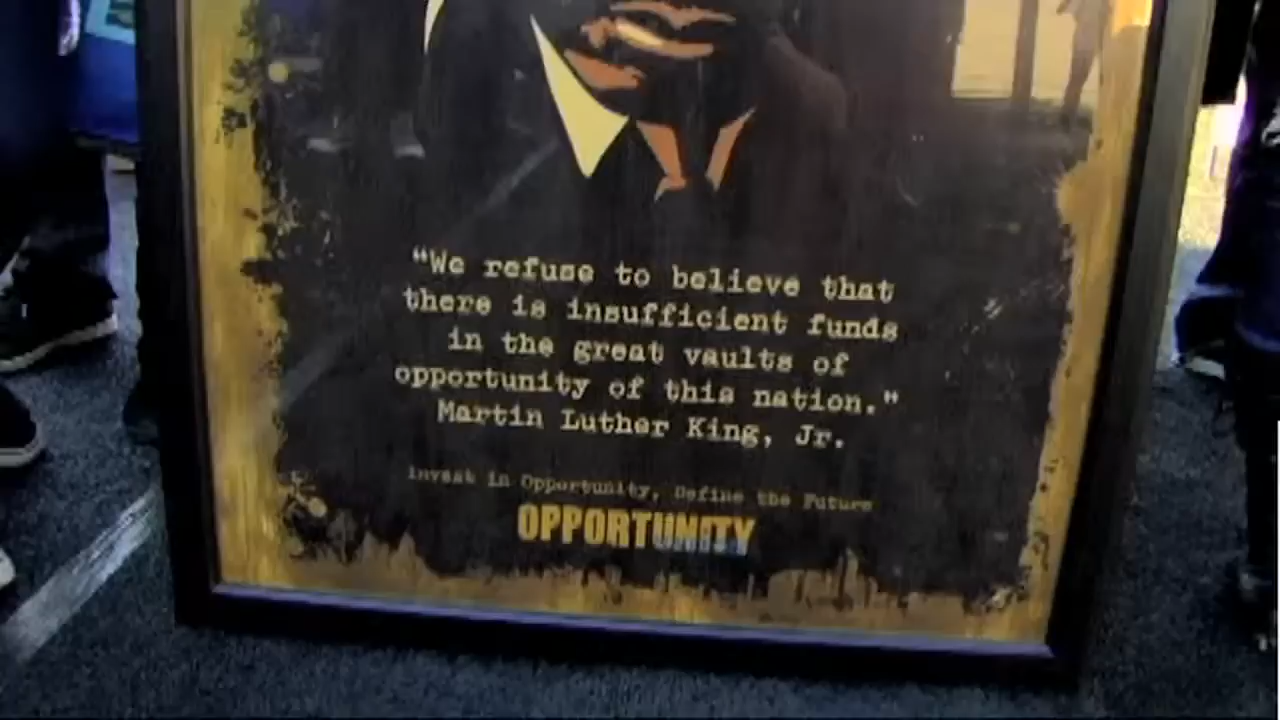 “We refuse to believe that
there is insufficient funds
in the great vaults of
opportunity of this nation.”
Martin Luther King, Jr.
Invest in Opportunity, Define the Future
OPPORTUNITY